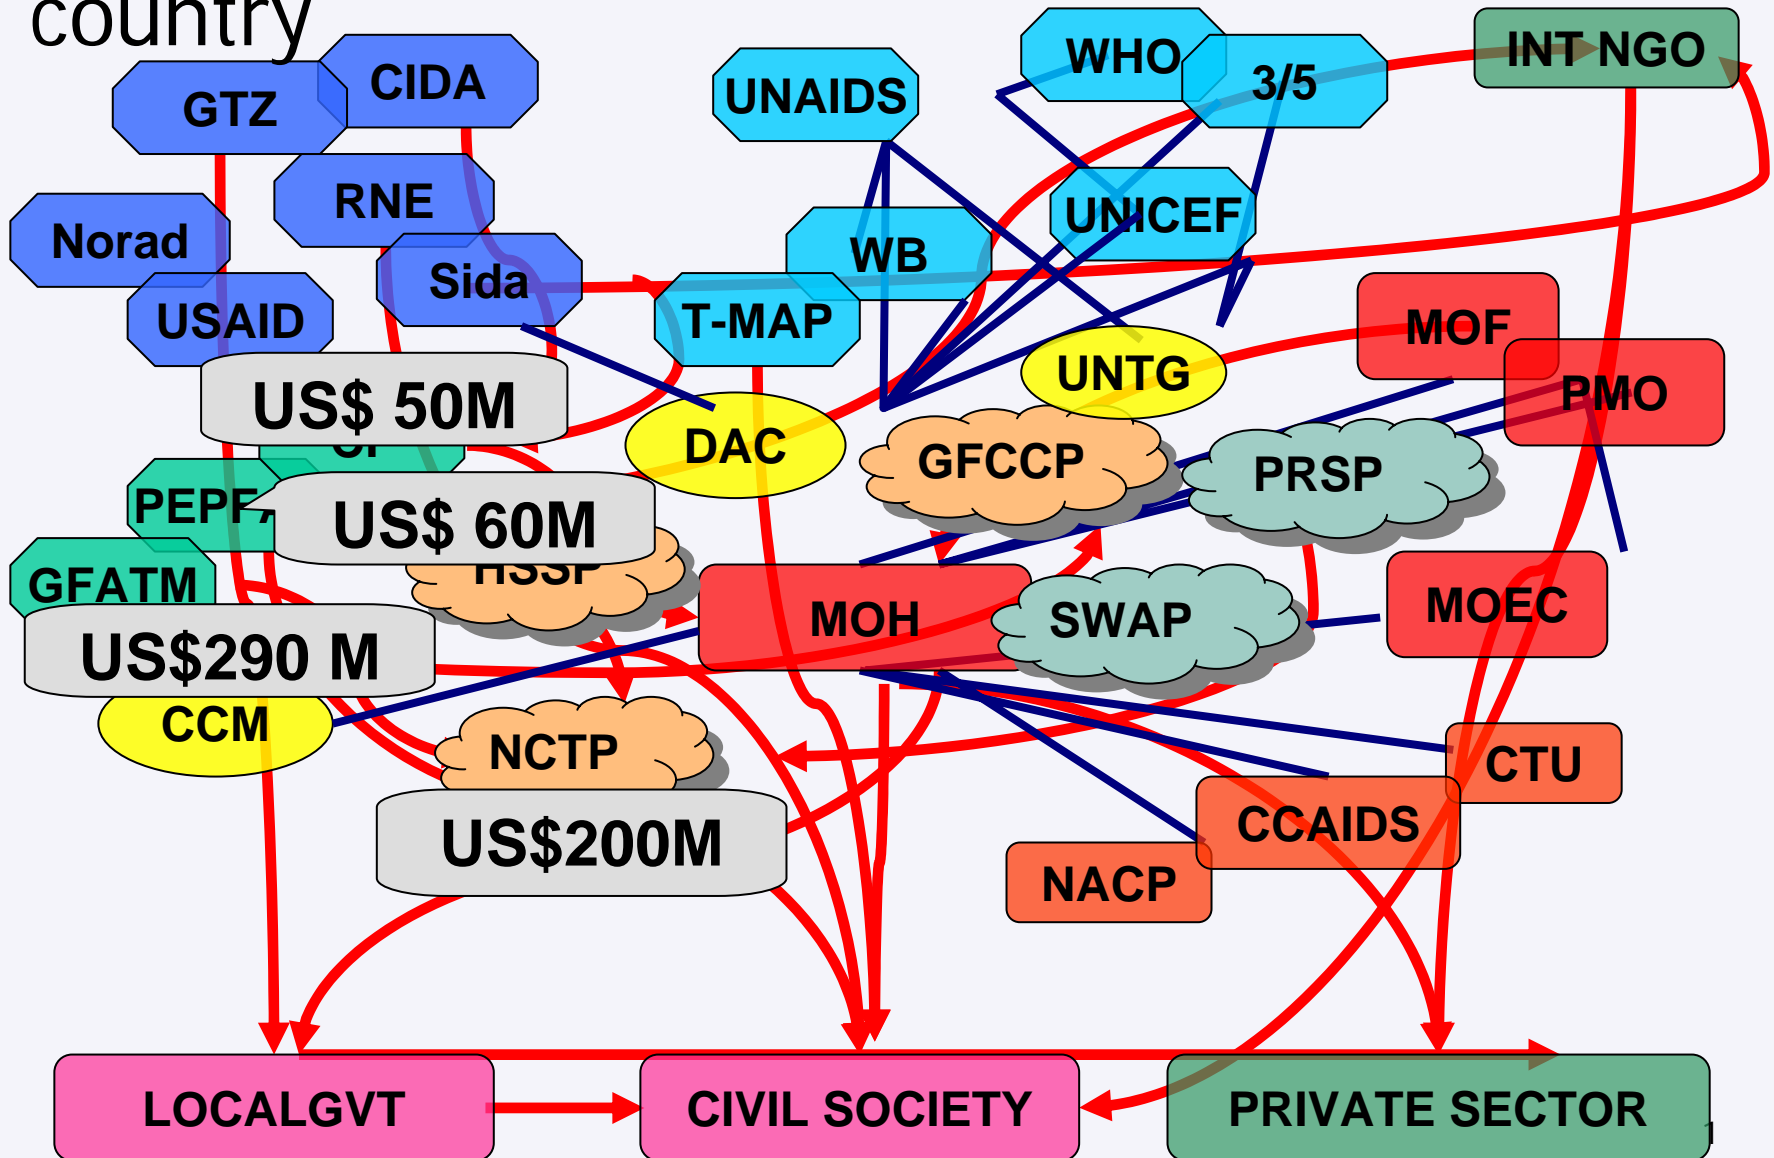 country
WHO
INT NGO
CIDA
3/5
GTZ
UNAIDS
RNE
UNICEF
Norad
WB
Sida
USAID
T-MAP
MOF
UNTG
PMO
US$ 50M
DAC
GFCCP
PRSP
US$ 60M
HSSP
GFATM
MOH
SWAP
MOEC
US$290 M
CCM
NCTP
CTU
CCAIDS
US$200M
NACP
LOCALGVT
CIVIL SOCIETY
PRIVATE SECTOR
1